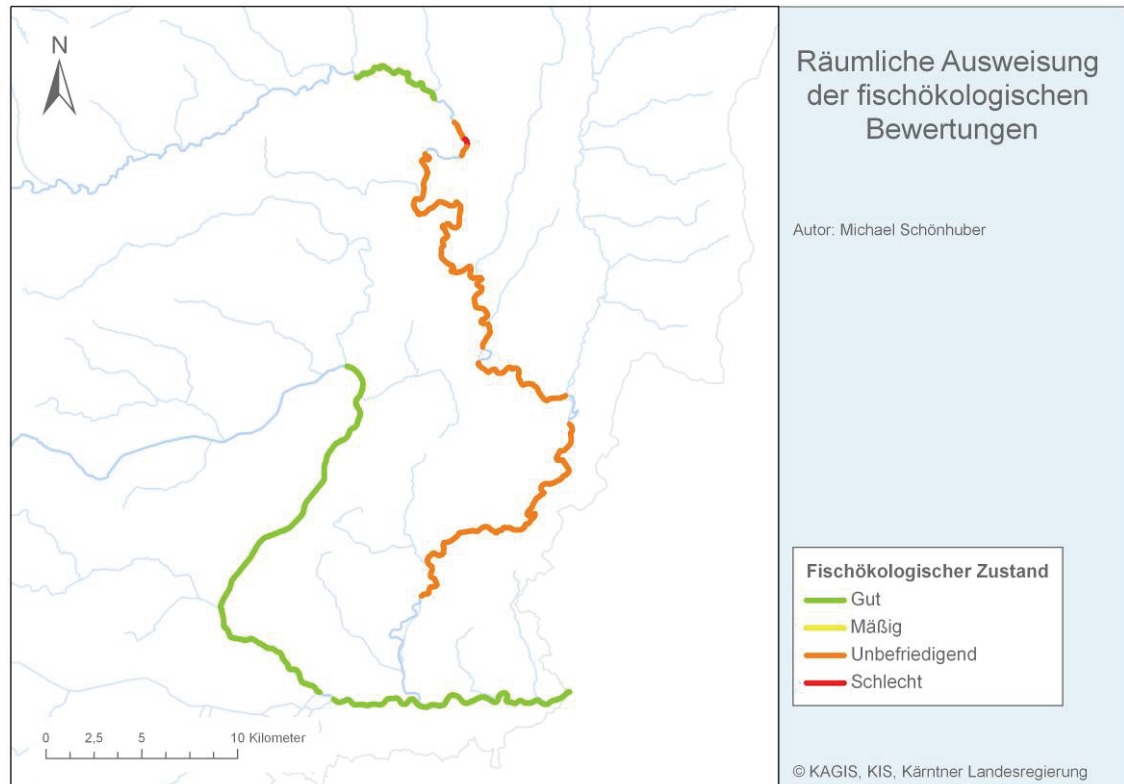 N
Räumliche Ausweisung
der fischökologischen
Bewertungen
Autor: Michael Schönhuber
Fischökologischer Zustand
Gut
Mäßig
Unbefriedigend
Schlecht
0 2,5 5 10 Kilometer
© KAGIS, KIS, Kärntner Landesregierung